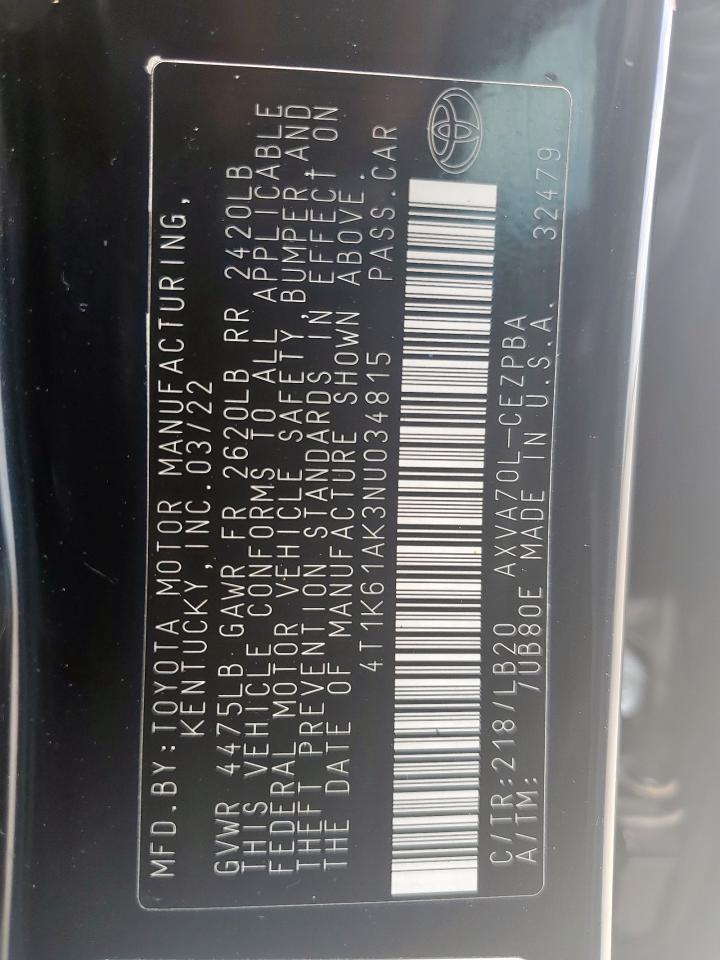 MFD.BY:TOYOTA MOTOR MANUFACTURING,
KENTUCKY, INC.03/22
GVWR 4475LB GAWR FR 2620LB RR 2420LB
THIS VEHICLE CONFORMS TO ALL APPLICABLE
FEDERAL MOTOR VEHICLE SAFETY, BUMPER, AND
THEFT PREVENTION STANDARDS IN EFFECT ON
THE DATE OF MANUFACTURE SHOWN ABOVE.
4T1K61AK3NU034815 PASS.CAR
C/TR:218/LB20 AXVA70L-CEZPBA
A/TM: 7UB80E MADE IN U.S.A. 32479